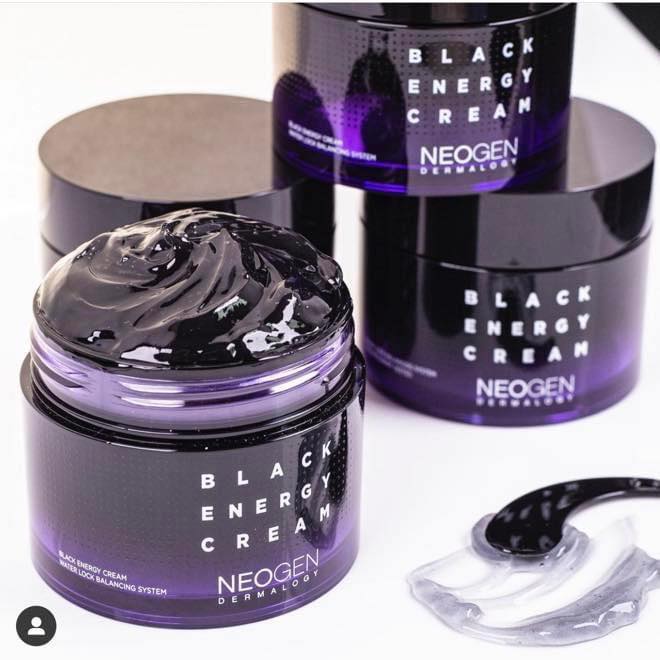 BLACK
ENERGY
CREAM
BLACK ENERGY CREAM
WATER LOCK BALANCING SYSTEM
NEOGEN
DERMALOGY
BLACK
ENERGY
CREAM
NEOGEN
DERMALOGY
BLACK
ENERGY
CREAM
BLACK ENERGY CREAM
WATER LOCK BALANCING SYSTEM
NEOGEN
DERMALOGY